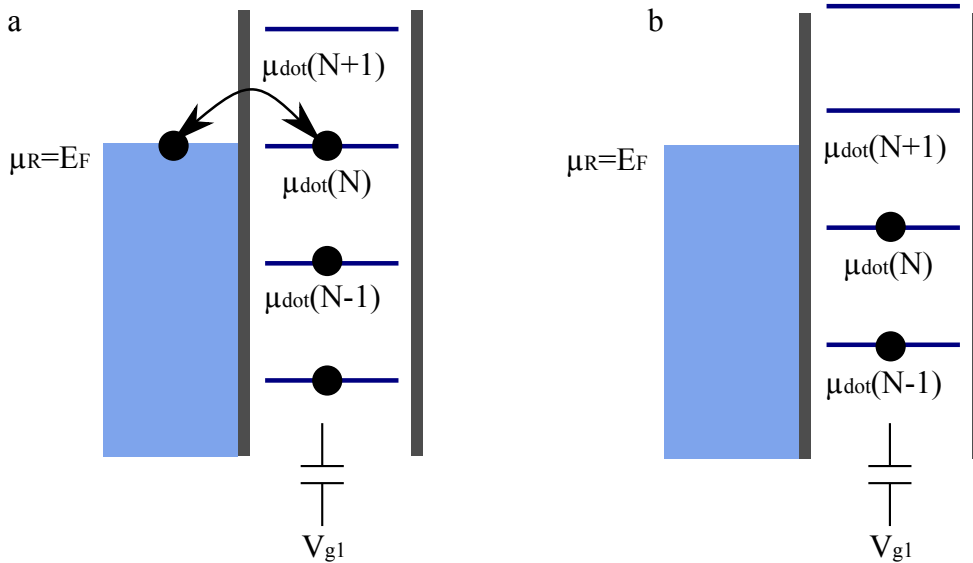 a
μdot(N+1)
μR=EF
μdot(N)
μdot(N-1)
Vg1
b
μdot(N+1)
μR=EF
μdot(N)
μdot(N-1)
Vg1